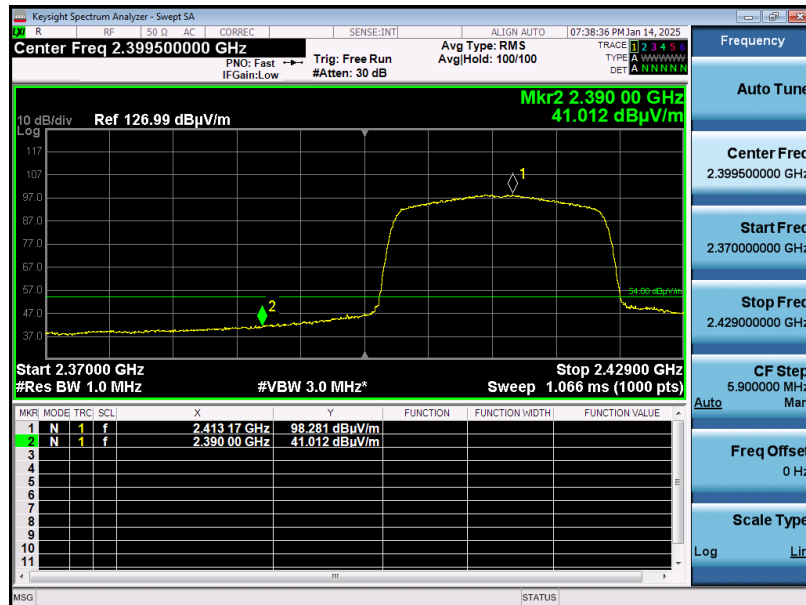 Keysight Spectrum Analyzer - Swept SA
LXI R RF 50 Ω AC CORREC SENSE:INT ALIGN AUTO 07:38:36 PM Jan 14, 2025
Center Freq 2.399500000 GHz
PNO: Fast
IFGain:Low
Trig: Free Run
#Atten: 30 dB
Avg Type: RMS
Avg|Hold: 100/100
TRACE 1 2 3 4 5 6
TYPE A WWWWW
DET A N N N N N
Mkr2 2.390 00 GHz
41.012 dBµV/m
10 dB/div Ref 126.99 dBµV/m
Log
117
107
97.0
87.0
77.0
67.0
57.0
47.0
37.0
1
2
54.00 dBµV/m
Start 2.37000 GHz Stop 2.42900 GHz
#Res BW 1.0 MHz #VBW 3.0 MHz* Sweep 1.066 ms (1000 pts)
MKR MODE TRC SCL X Y FUNCTION FUNCTION WIDTH FUNCTION VALUE
1 N 1 f 2.413 17 GHz 98.281 dBµV/m
2 N 1 f 2.390 00 GHz 41.012 dBµV/m
3
4
5
6
7
8
9
10
11
MSG STATUS
Frequency
Auto Tune
Center Freq
2.399500000 GHz
Start Freq
2.370000000 GHz
Stop Freq
2.429000000 GHz
CF Step
5.900000 MHz
Auto Man
Freq Offset
0 Hz
Scale Type
Log Lin